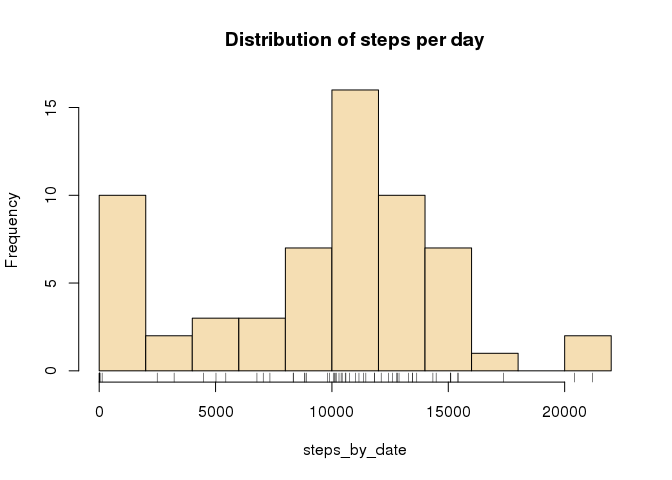 Distribution of steps per day
Frequency
15
10
5
0
0 5000 10000 15000 20000
steps_by_date